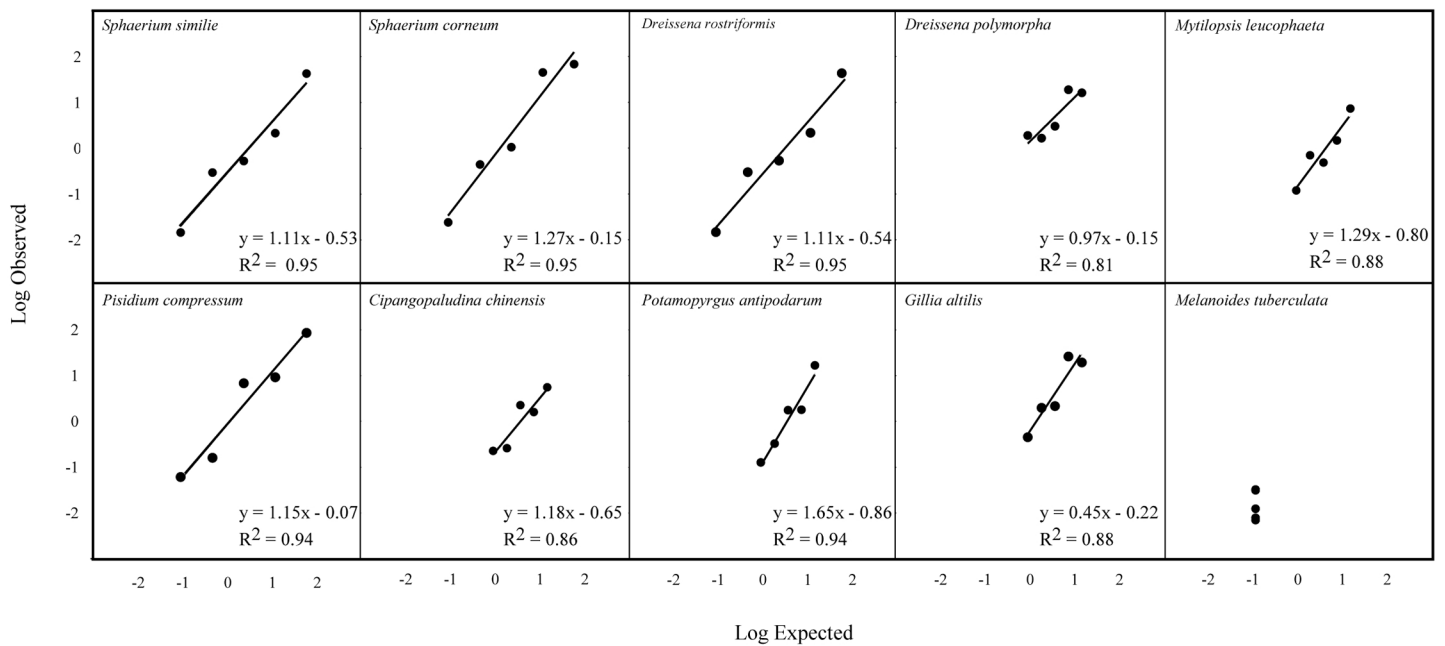 Sphaerium similie
Sphaerium corneum
Dreissena rostriformis
Dreissena polymorpha
Mytilopsis leucophaeta
2
1
0
-1
-2
y = 1.11x - 0.53
R2 = 0.95
y = 1.27x - 0.15
R2 = 0.95
y = 1.11x - 0.54
R2 = 0.95
y = 0.97x - 0.15
R2 = 0.81
y = 1.29x - 0.80
R2 = 0.88
Log Observed
Pisidium compressum
Cipangopaludina chinensis
Potamopyrgus antipodarum
Gillia altilis
Melanoides tuberculata
2
1
0
-1
-2
y = 1.15x - 0.07
R2 = 0.94
y = 1.18x - 0.65
R2 = 0.86
y = 1.65x - 0.86
R2 = 0.94
y = 0.45x - 0.22
R2 = 0.88
-2 -1 0 1 2
-2 -1 0 1 2
-2 -1 0 1 2
-2 -1 0 1 2
-2 -1 0 1 2
Log Expected